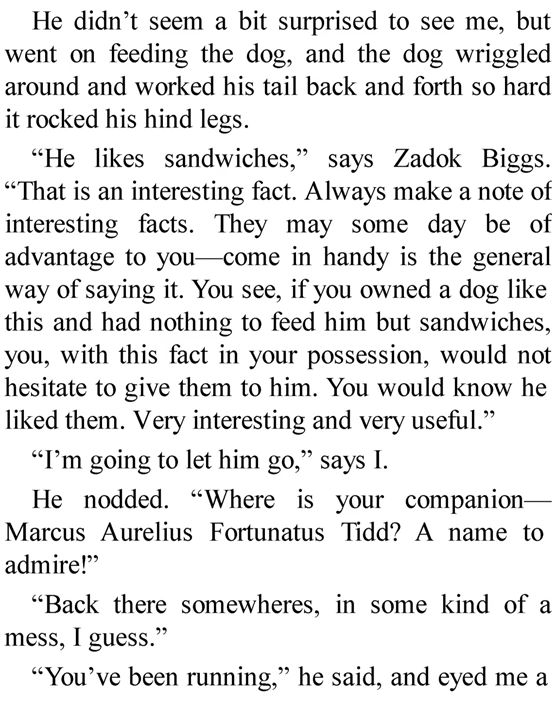 He didn’t seem a bit surprised to see me, but
went on feeding the dog, and the dog wriggled
around and worked his tail back and forth so hard
it rocked his hind legs.
“He likes sandwiches,” says Zadok Biggs.
“That is an interesting fact. Always make a note of
interesting facts. They may some day be of
advantage to you—come in handy is the general
way of saying it. You see, if you owned a dog like
this and had nothing to feed him but sandwiches,
you, with this fact in your possession, would not
hesitate to give them to him. You would know he
liked them. Very interesting and very useful.”
“I’m going to let him go,” says I.
He nodded. “Where is your companion—
Marcus Aurelius Fortunatus Tidd? A name to
admire!”
“Back there somewheres, in some kind of a
mess, I guess.”
“You’ve been running,” he said, and eyed me a